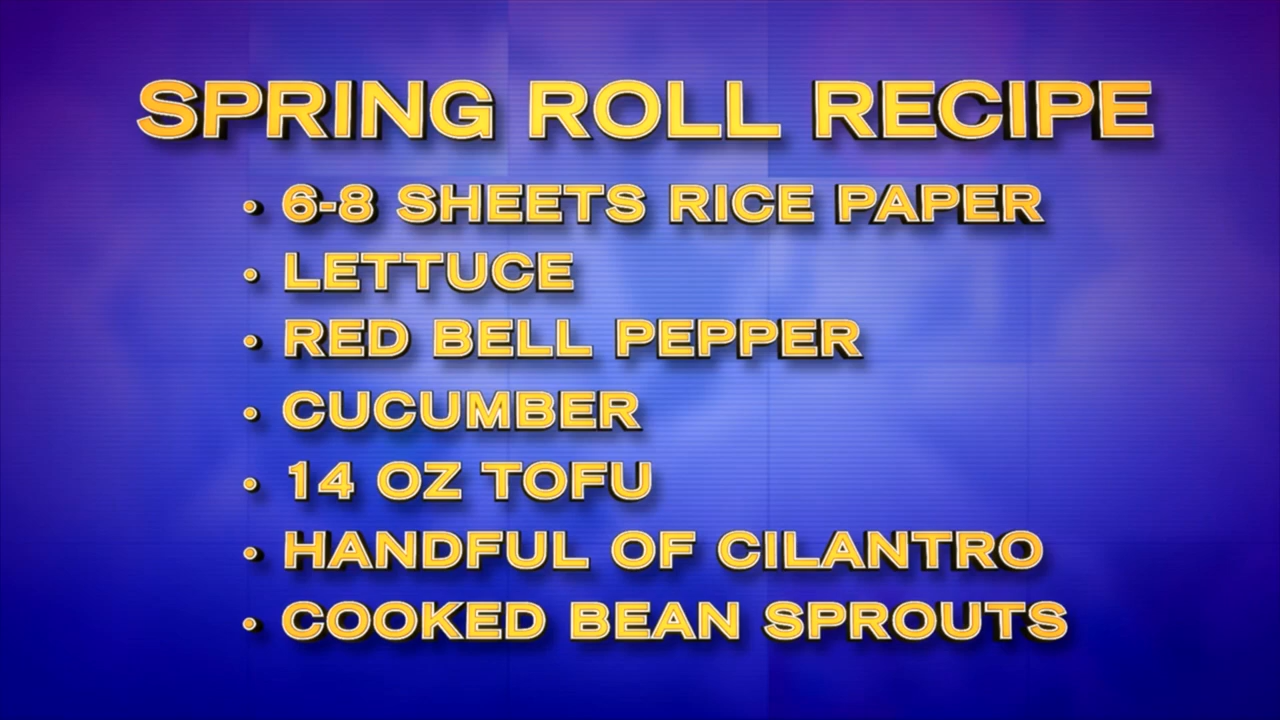 SPRING ROLL RECIPE
• 6-8 SHEETS RICE PAPER
• LETTUCE
• RED BELL PEPPER
• CUCUMBER
• 14 OZ TOFU
• HANDFUL OF CILANTRO
• COOKED BEAN SPROUTS